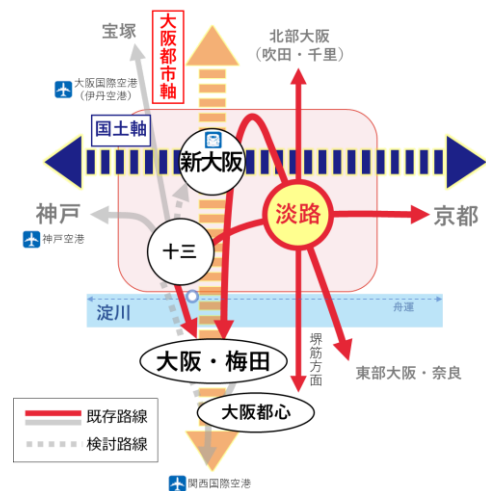 宝塚
大阪都市軸
北部大阪
（吹田・千里）
大阪国際空港
（伊丹空港）
国土軸
新大阪
神戸
神戸空港
淡路
京都
十三
淀川
舟運
堺筋方面
大阪・梅田
東部大阪・奈良
大阪都心
既存路線
検討路線
関西国際空港